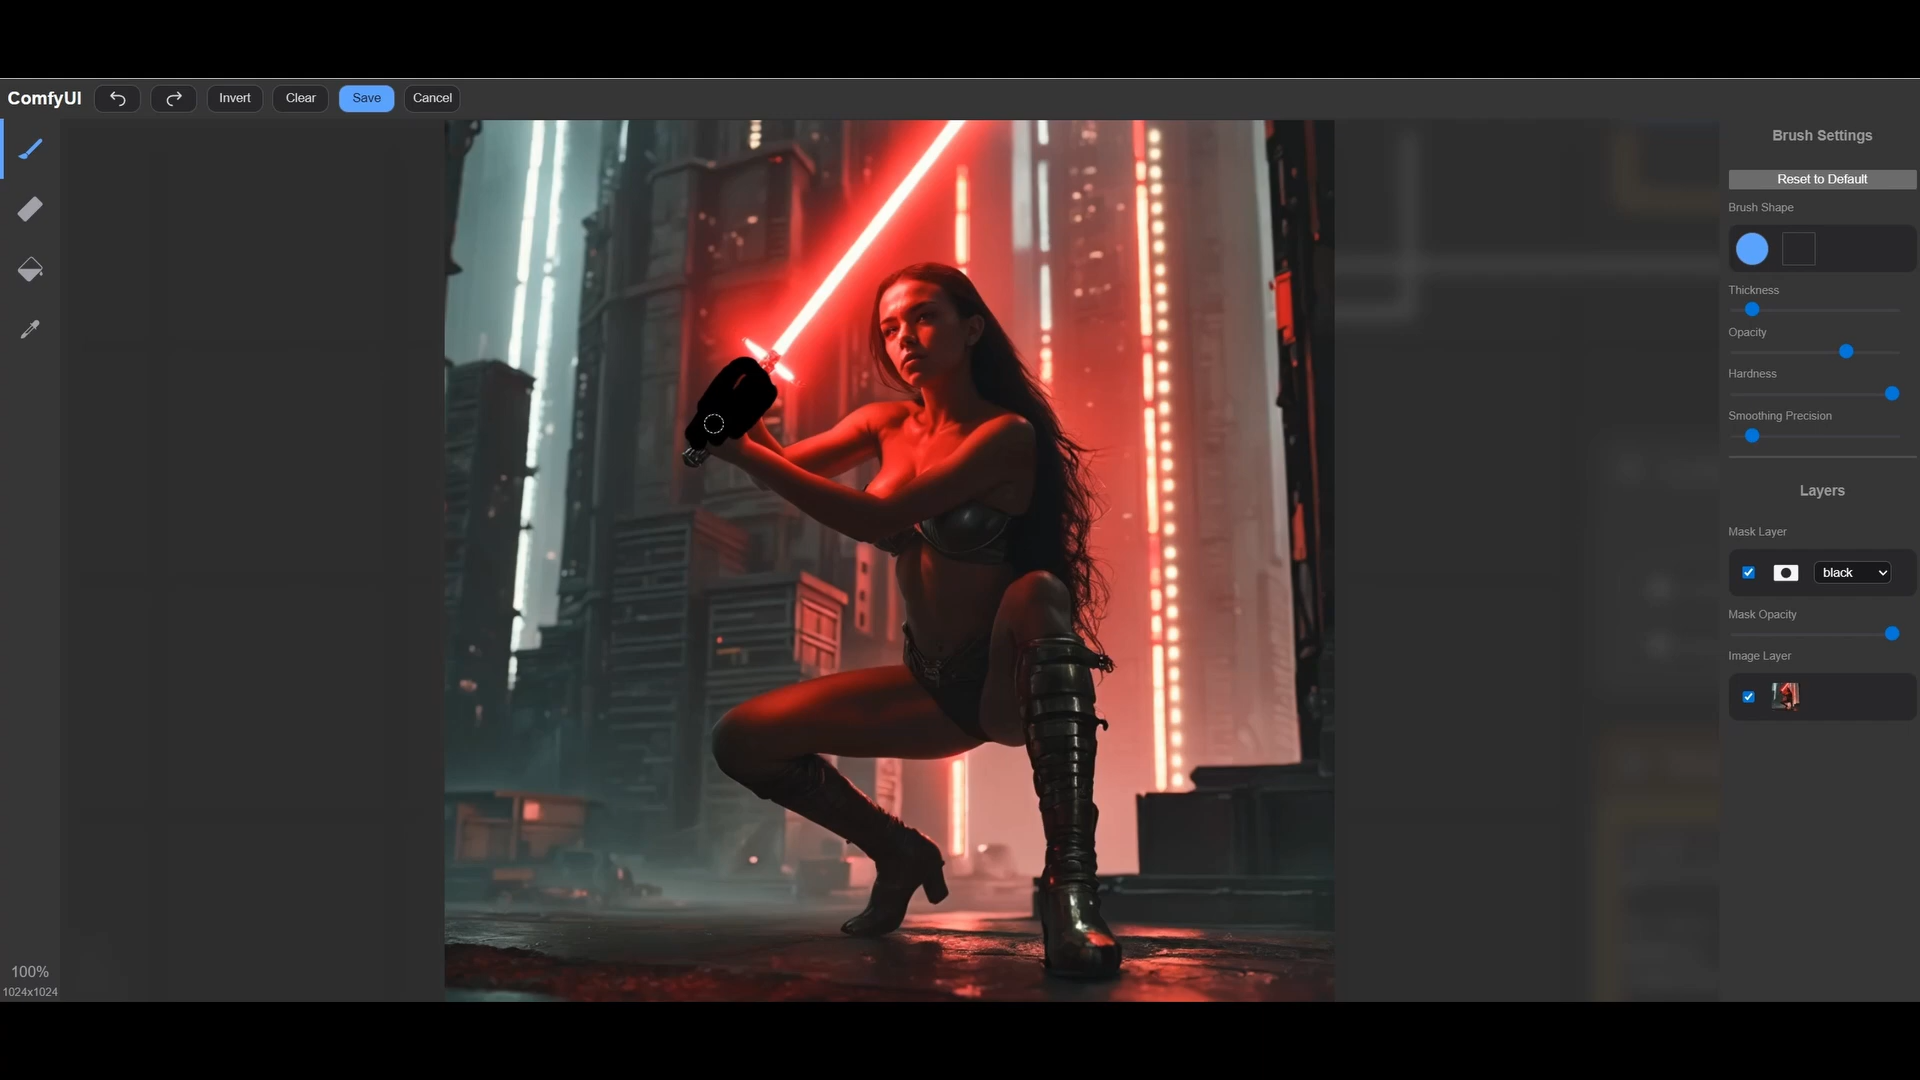 ComfyUI
Invert
Clear
Save
Cancel
Brush Settings
Reset to Default
Brush Shape
Thickness
Opacity
Hardness
Smoothing Precision
Layers
Mask Layer
black
Mask Opacity
Image Layer
100%
1024x1024